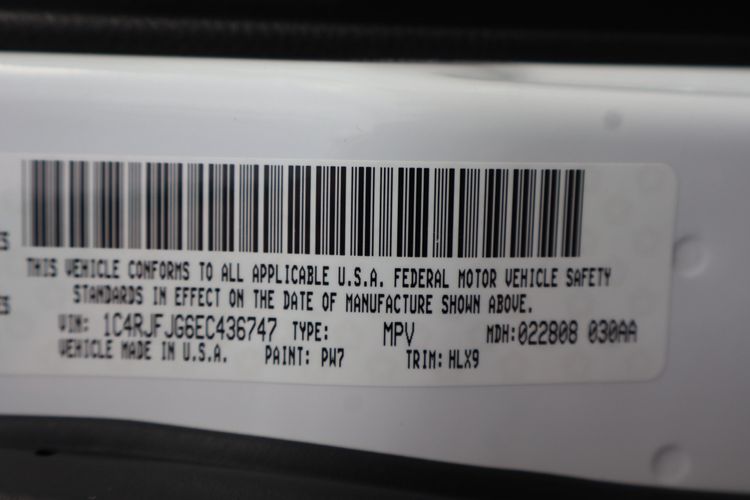 THIS VEHICLE CONFORMS TO ALL APPLICABLE U.S.A. FEDERAL MOTOR VEHICLE SAFETY
STANDARDS IN EFFECT ON THE DATE OF MANUFACTURE SHOWN ABOVE.
VIN: 1C4RJFJG6EC436747 TYPE: MPV MDH:022808 030AA
VEHICLE MADE IN U.S.A. PAINT: PW7 TRIM: HLX9